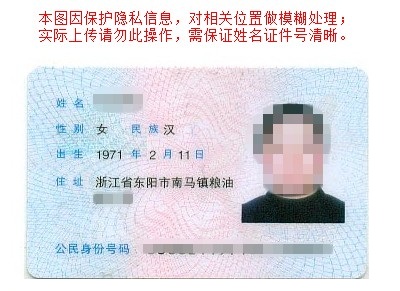 本图因保护隐私信息，对相关位置做模糊处理；
实际上传请勿此操作，需保证姓名证件号清晰。
姓 名
性 别 女 民 族 汉
出 生 1971 年 2 月 11 日
住 址 浙江省东阳市南马镇粮油
公民身份号码